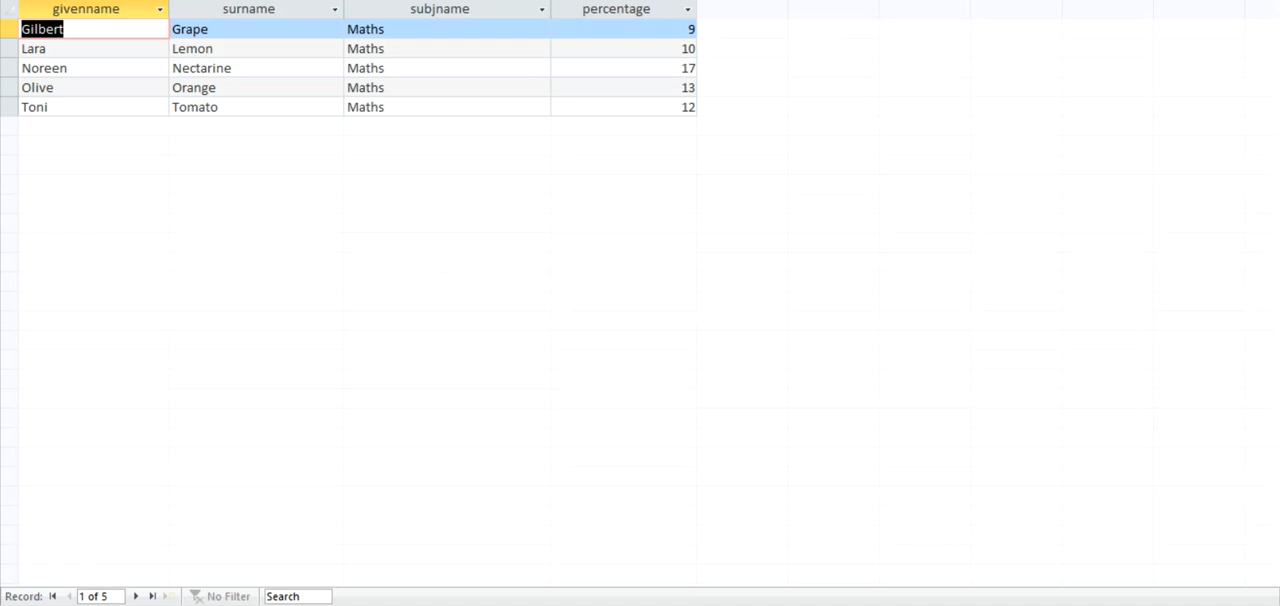 givenname surname subjname percentage
Gilbert Grape Maths 9
Lara Lemon Maths 10
Noreen Nectarine Maths 17
Olive Orange Maths 13
Toni Tomato Maths 12
Record: 1 of 5 No Filter Search